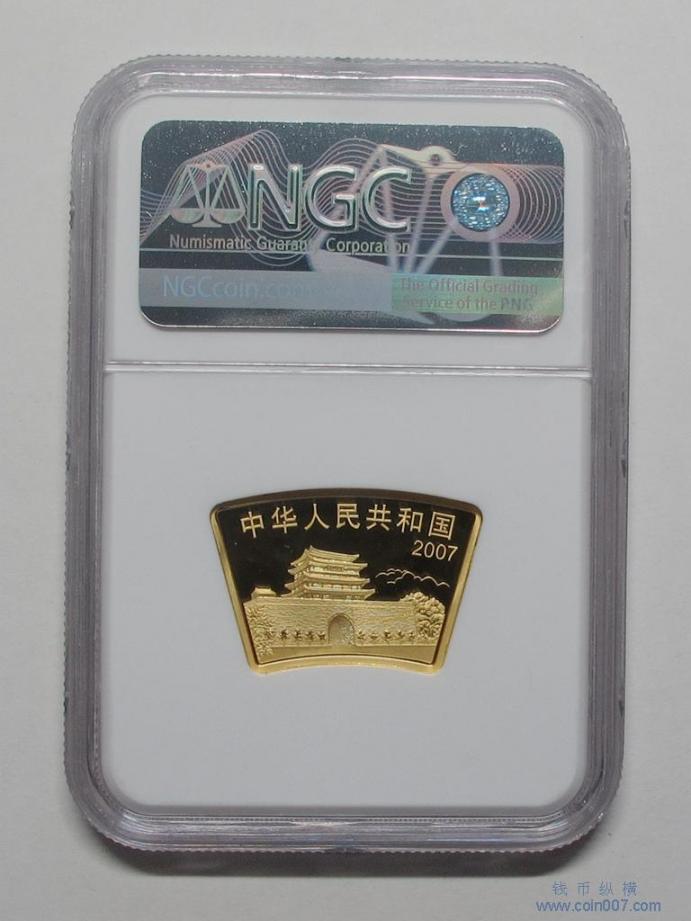 NGC
Numismatic Guaranty Corporation
NGCcoin.com
The Official Grading
Service of the PNG
中华人民共和国
2007
钱币纵横
www.coin007.com